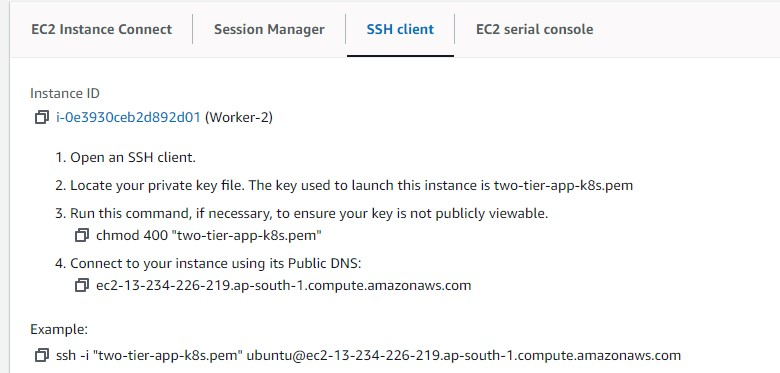 EC2 Instance Connect Session Manager SSH client EC2 serial console
Instance ID
i-0e3930ceb2d892d01 (Worker-2)
1. Open an SSH client.
2. Locate your private key file. The key used to launch this instance is two-tier-app-k8s.pem
3. Run this command, if necessary, to ensure your key is not publicly viewable.
chmod 400 "two-tier-app-k8s.pem"
4. Connect to your instance using its Public DNS:
ec2-13-234-226-219.ap-south-1.compute.amazonaws.com
Example:
ssh -i "two-tier-app-k8s.pem" ubuntu@ec2-13-234-226-219.ap-south-1.compute.amazonaws.com